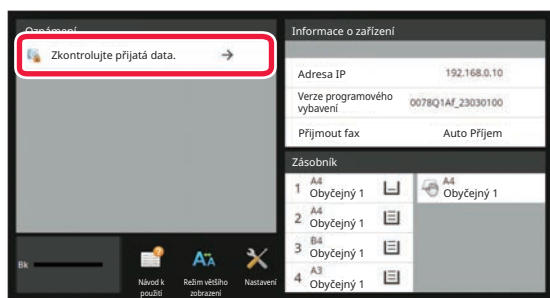 Oznámení
Zkontrolujte přijatá data.
Informace o zařízení
Adresa IP 192.168.0.10
Verze programového vybavení 0078Q1Af_23030100
Přijmout fax Auto Příjem
Zásobník
1 A4 Obyčejný 1
A4 Obyčejný 1
2 A4 Obyčejný 1
3 B4 Obyčejný 1
4 A3 Obyčejný 1
Bk
Návod k použití
Režim většího zobrazení
Nastavení